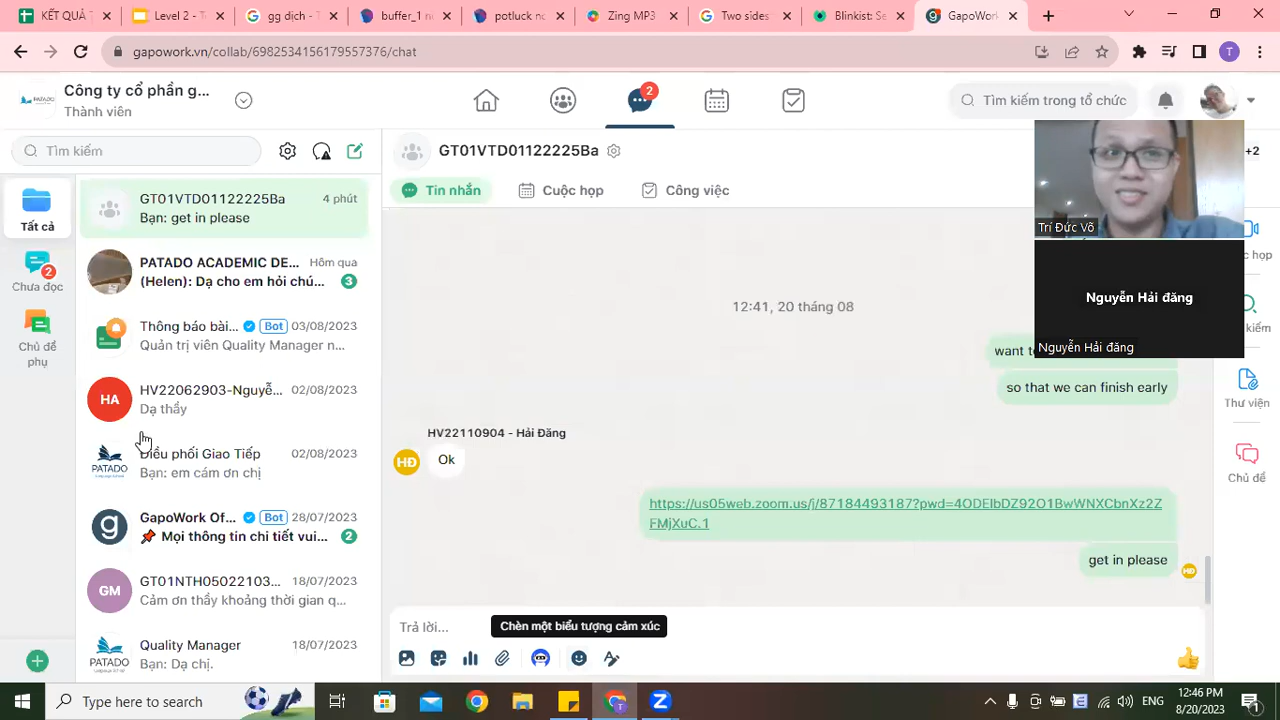 KẾT QUẢ
Level 2 - T
gg dịch - T
buffer_1 n
potluck n
Zing MP3
Two sides
Blinkist: Se
GapoWork
gapowork.vn/collab/6982534156179557376/chat
T
PATADO
Công ty cổ phần g...
Thành viên
2
Tìm kiếm trong tổ chức
Tìm kiếm
GT01VTD01122225Ba
+2
Tất cả
Chưa đọc
2
Chủ đề
phụ
GT01VTD01122225Ba 4 phút
Bạn: get in please
PATADO ACADEMIC DE... Hôm qua
(Helen): Dạ cho em hỏi chú... 3
Thông báo bài... Bot 03/08/2023
Quản trị viên Quality Manager n...
HA
HV22062903-Nguyễ... 02/08/2023
Dạ thầy
PATADO
Điều phối Giao Tiếp 02/08/2023
Bạn: em cám ơn chị
g
GapoWork Of... Bot 28/07/2023
📌 Mọi thông tin chi tiết vui... 2
GM
GT01NTH05022103... 18/07/2023
Cảm ơn thầy khoảng thời gian q...
PATADO
Quality Manager 18/07/2023
Bạn: Dạ chị.
Tin nhắn Cuộc họp Công việc
12:41, 20 tháng 08
want
so that we can finish early
HV22110904 - Hải Đăng
HĐ
Ok
https://us05web.zoom.us/j/87184493187?pwd=4ODEIbDZ92O1BwWNXCbnXz2Z
FMjXuC.1
get in please
HĐ
Trả lời...
Chèn một biểu tượng cảm xúc
Trí Đức Võ
Nguyễn Hải đăng
Nguyễn Hải đăng
Thư viện
Chủ đề
Type here to search
ENG
12:46 PM
8/20/2023
1